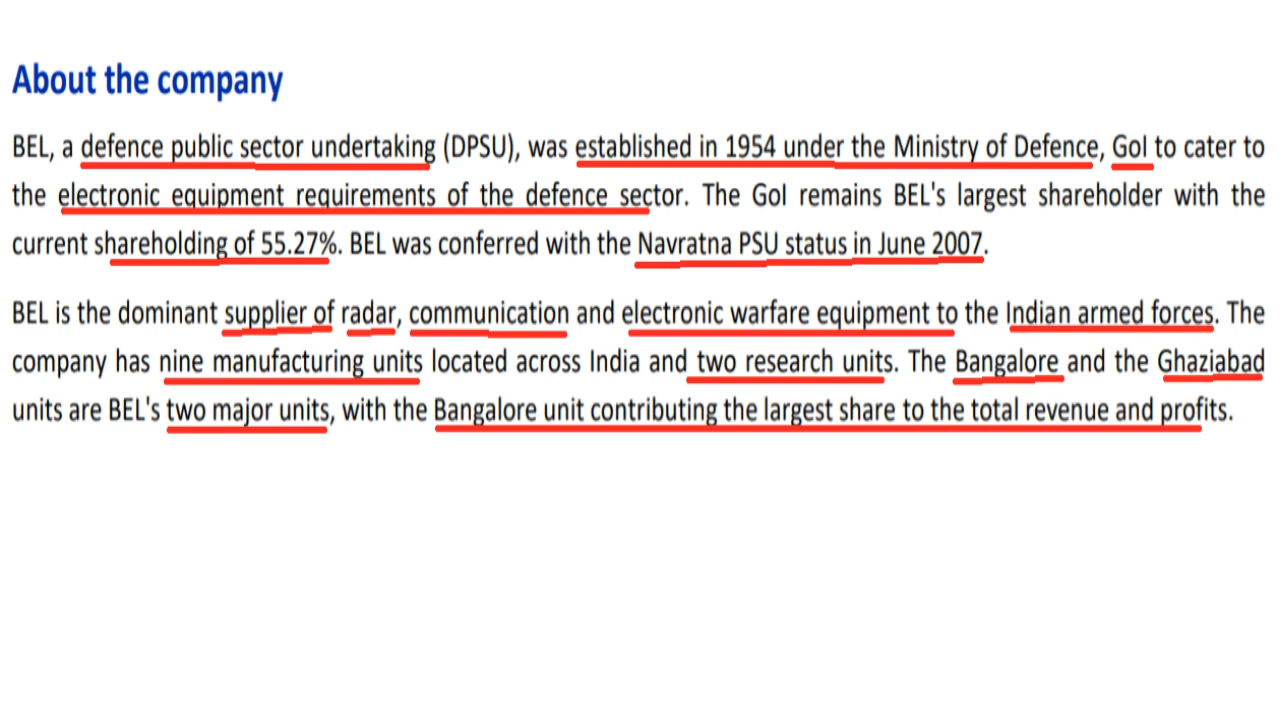 About the company
BEL, a defence public sector undertaking (DPSU), was established in 1954 under the Ministry of Defence, GoI to cater to
the electronic equipment requirements of the defence sector. The GoI remains BEL's largest shareholder with the
current shareholding of 55.27%. BEL was conferred with the Navratna PSU status in June 2007.
BEL is the dominant supplier of radar, communication and electronic warfare equipment to the Indian armed forces. The
company has nine manufacturing units located across India and two research units. The Bangalore and the Ghaziabad
units are BEL's two major units, with the Bangalore unit contributing the largest share to the total revenue and profits.